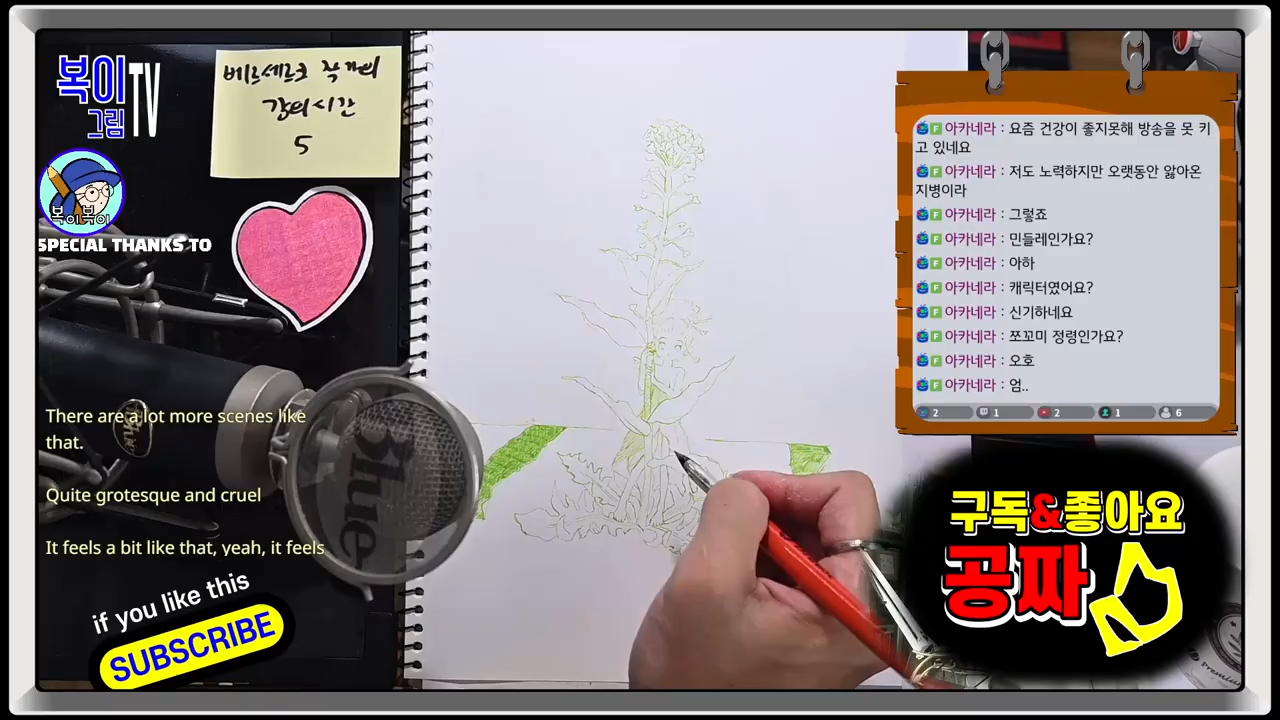 복이
그림
TV
베르세르크 작가의
강의시간
5
복이복이
SPECIAL THANKS TO
There are a lot more scenes like
that.
Quite grotesque and cruel
It feels a bit like that, yeah, it feels
if you like this
SUBSCRIBE
Blue
F 아카네라 : 요즘 건강이 좋지못해 방송을 못 키
고 있네요
F 아카네라 : 저도 노력하지만 오랫동안 앓아온
지병이라
F 아카네라 : 그렇죠
F 아카네라 : 민들레인가요?
F 아카네라 : 아하
F 아카네라 : 캐릭터였어요?
F 아카네라 : 신기하네요
F 아카네라 : 쪼꼬미 정령인가요?
F 아카네라 : 오호
F 아카네라 : 엄..
2 1 2 1 6
구독&좋아요
공짜
Premium